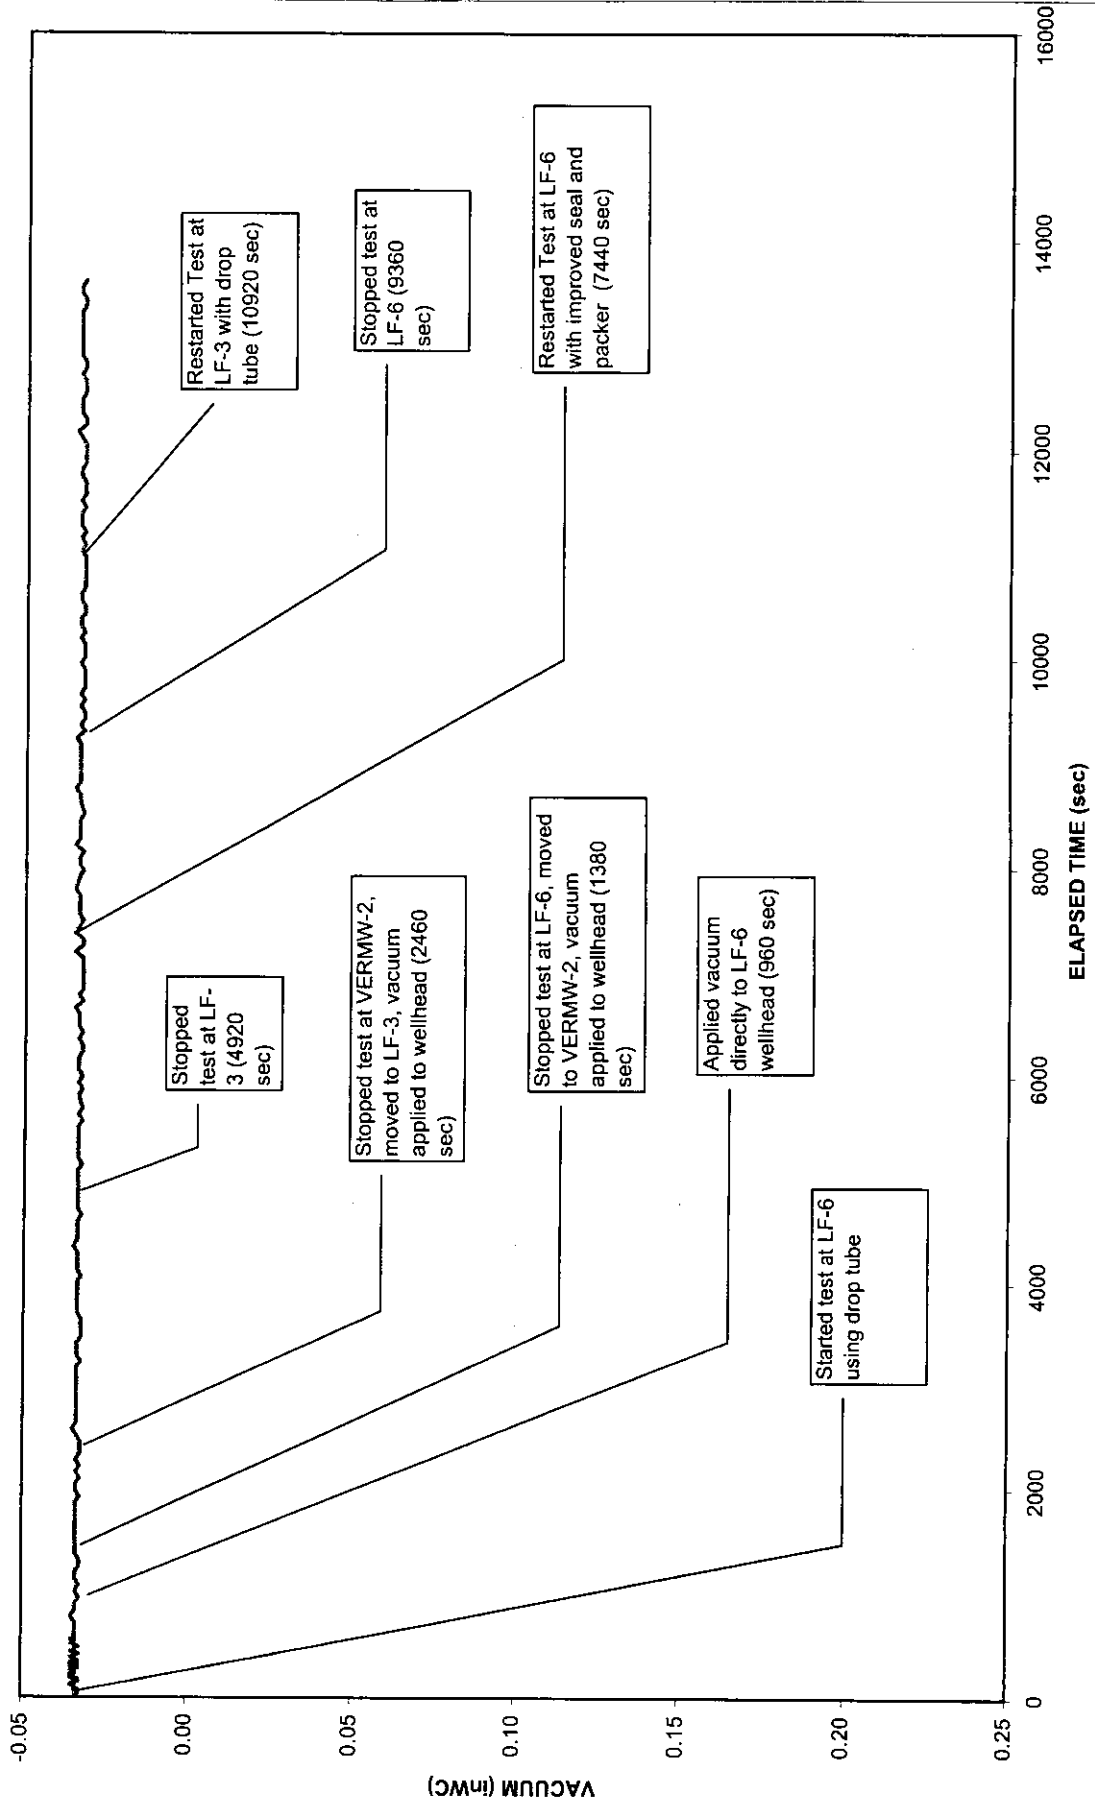 -0.05
0.00
0.05
0.10
0.15
0.20
0.25
VACUUM (inWC)
0
2000
4000
6000
8000
10000
12000
14000
16000
ELAPSED TIME (sec)
Started test at LF-6
using drop tube
Applied vacuum
directly to LF-6
wellhead (960 sec)
Stopped test at LF-6, moved
to VERMW-2, vacuum
applied to wellhead (1380
sec)
Stopped test at VERMW-2,
moved to LF-3, vacuum
applied to wellhead (2460
sec)
Stopped
test at LF-
3 (4920
sec)
Restarted Test at LF-6
with improved seal and
packer (7440 sec)
Stopped test at
LF-6 (9360
sec)
Restarted Test at
LF-3 with drop
tube (10920 sec)